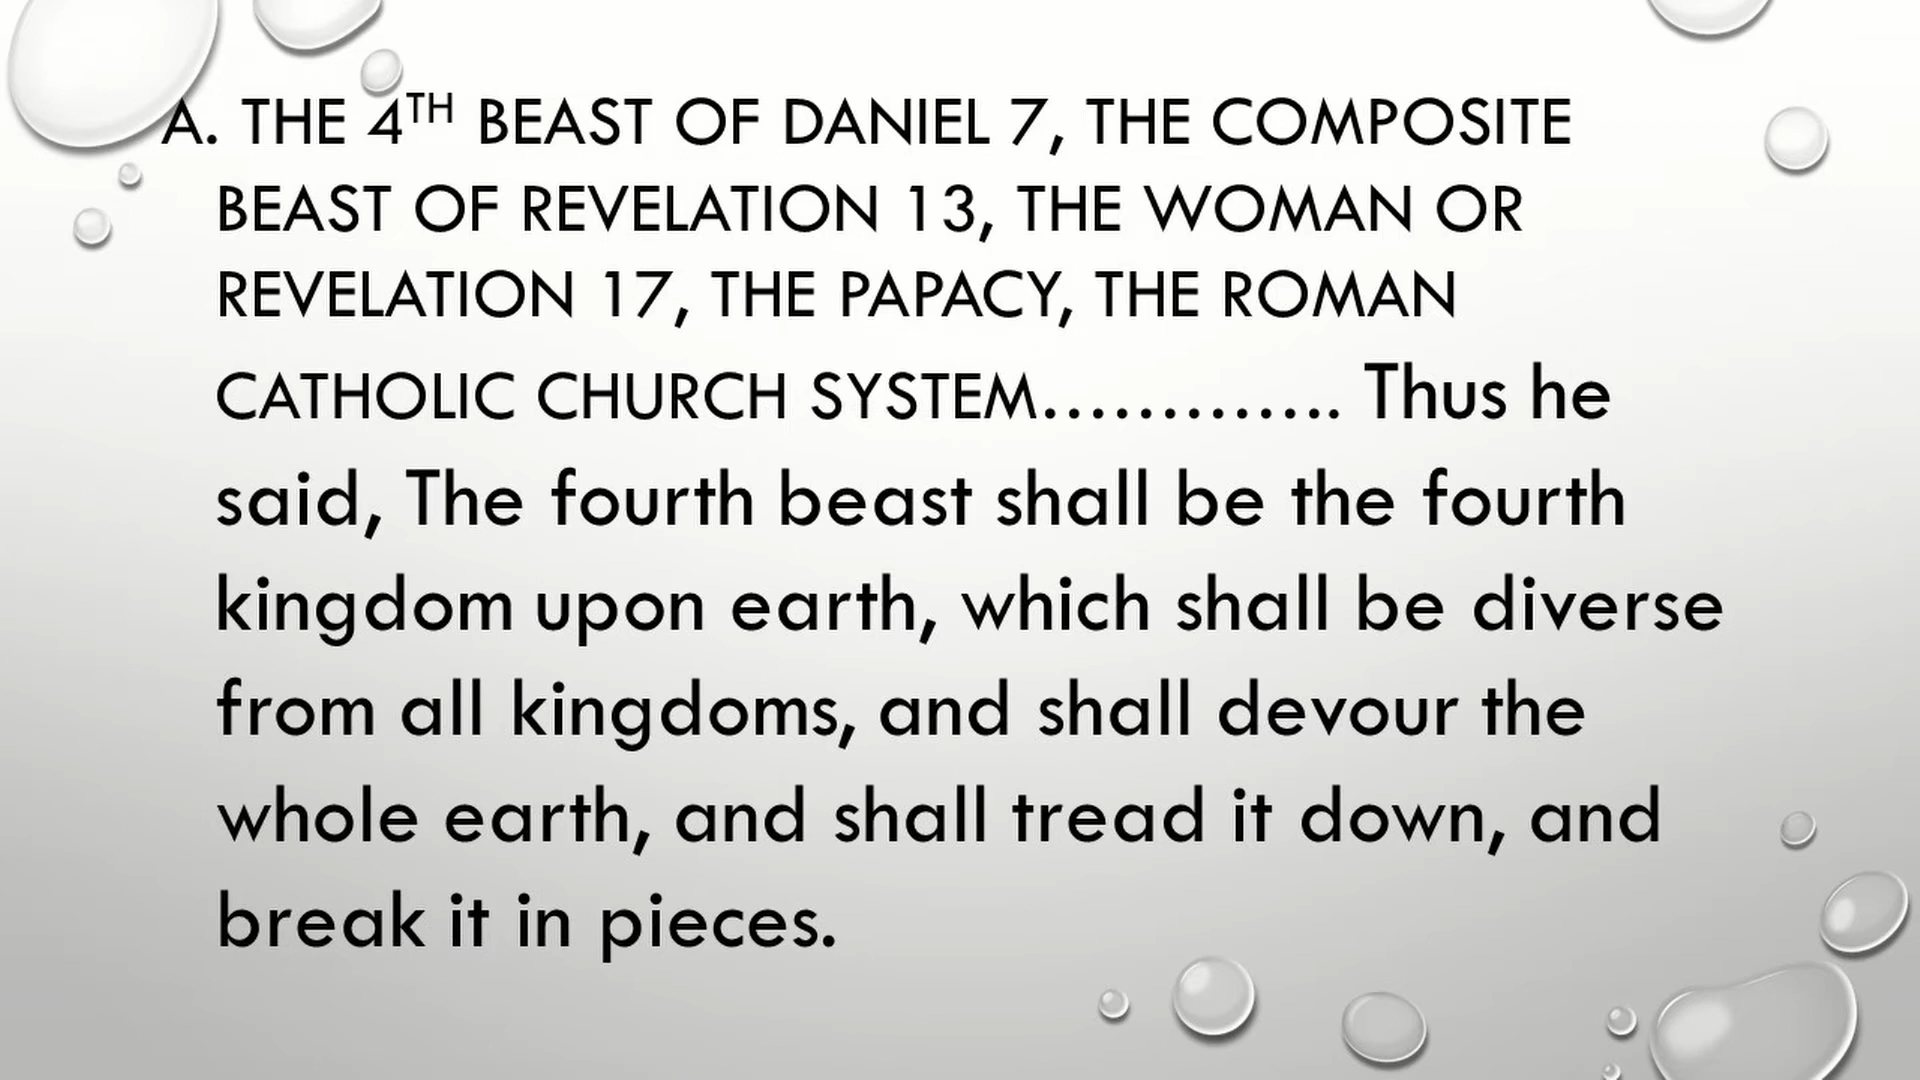 A. THE 4TH BEAST OF DANIEL 7, THE COMPOSITE
BEAST OF REVELATION 13, THE WOMAN OR
REVELATION 17, THE PAPACY, THE ROMAN
CATHOLIC CHURCH SYSTEM…………. Thus he
said, The fourth beast shall be the fourth
kingdom upon earth, which shall be diverse
from all kingdoms, and shall devour the
whole earth, and shall tread it down, and
break it in pieces.